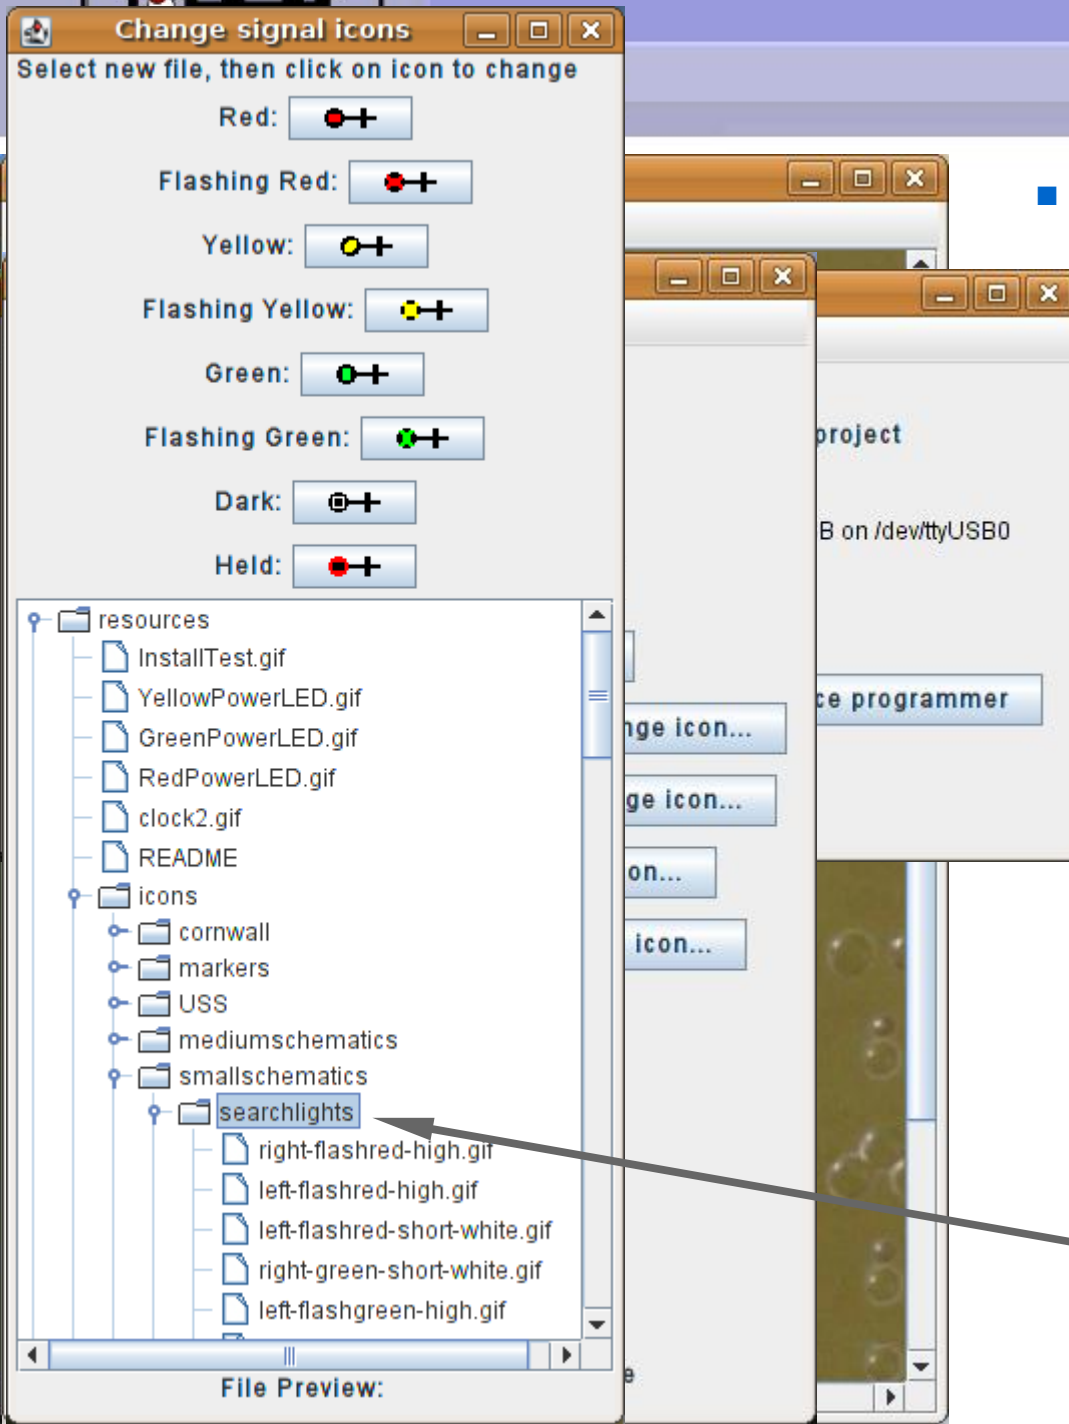 Change signal icons
Select new file, then click on icon to change
Red:
Flashing Red:
Yellow:
Flashing Yellow:
Green:
Flashing Green:
Dark:
Held:
resources
InstallTest.gif
YellowPowerLED.gif
GreenPowerLED.gif
RedPowerLED.gif
clock2.gif
README
icons
cornwall
markers
USS
mediumschematics
smallschematics
searchlights
right-flashred-high.gif
left-flashred-high.gif
left-flashred-short-white.gif
right-green-short-white.gif
left-flashgreen-high.gif
File Preview:
nge icon...
ge icon...
on...
icon...
e
project
B on /dev/ttyUSB0
ce programmer